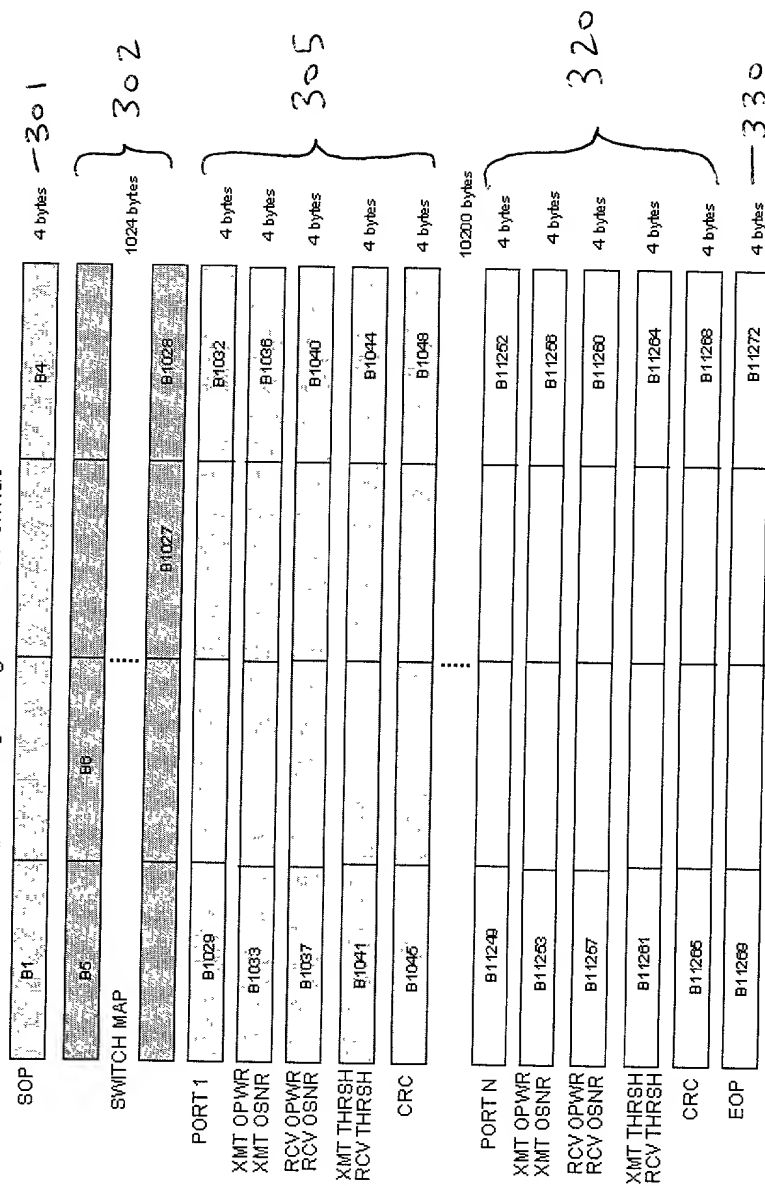 SOP B1 B4 4 bytes 301
B5 B6
SWITCH MAP 1024 bytes 302
B1027 B1028
PORT 1 B1029 B1032 4 bytes
XMT OPWR
XMT OSNR B1033 B1036 4 bytes
RCV OPWR
RCV OSNR B1037 B1040 4 bytes 305
XMT THRSH
RCV THRSH B1041 B1044 4 bytes
CRC B1045 B1048 4 bytes
10200 bytes
PORT N B11249 B11252 4 bytes
XMT OPWR
XMT OSNR B11253 B11256 4 bytes
RCV OPWR
RCV OSNR B11257 B11260 4 bytes 320
XMT THRSH
RCV THRSH B11261 B11264 4 bytes
CRC B11265 B11268 4 bytes
EOP B11269 B11272 4 bytes 330